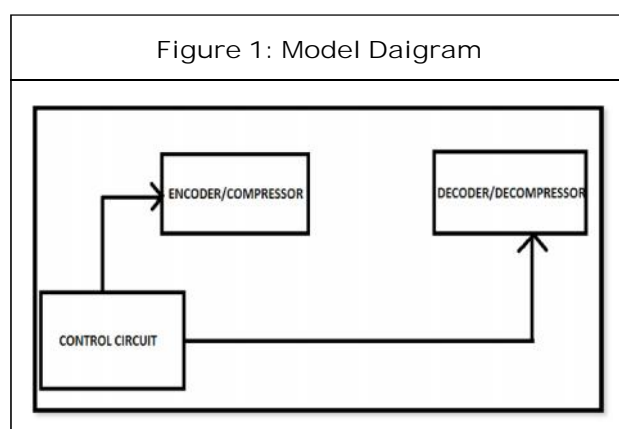 Figure 1: Model Daigram
ENCODER/COMPRESSOR
DECODER/DECOMPRESSOR
CONTROL CIRCUIT